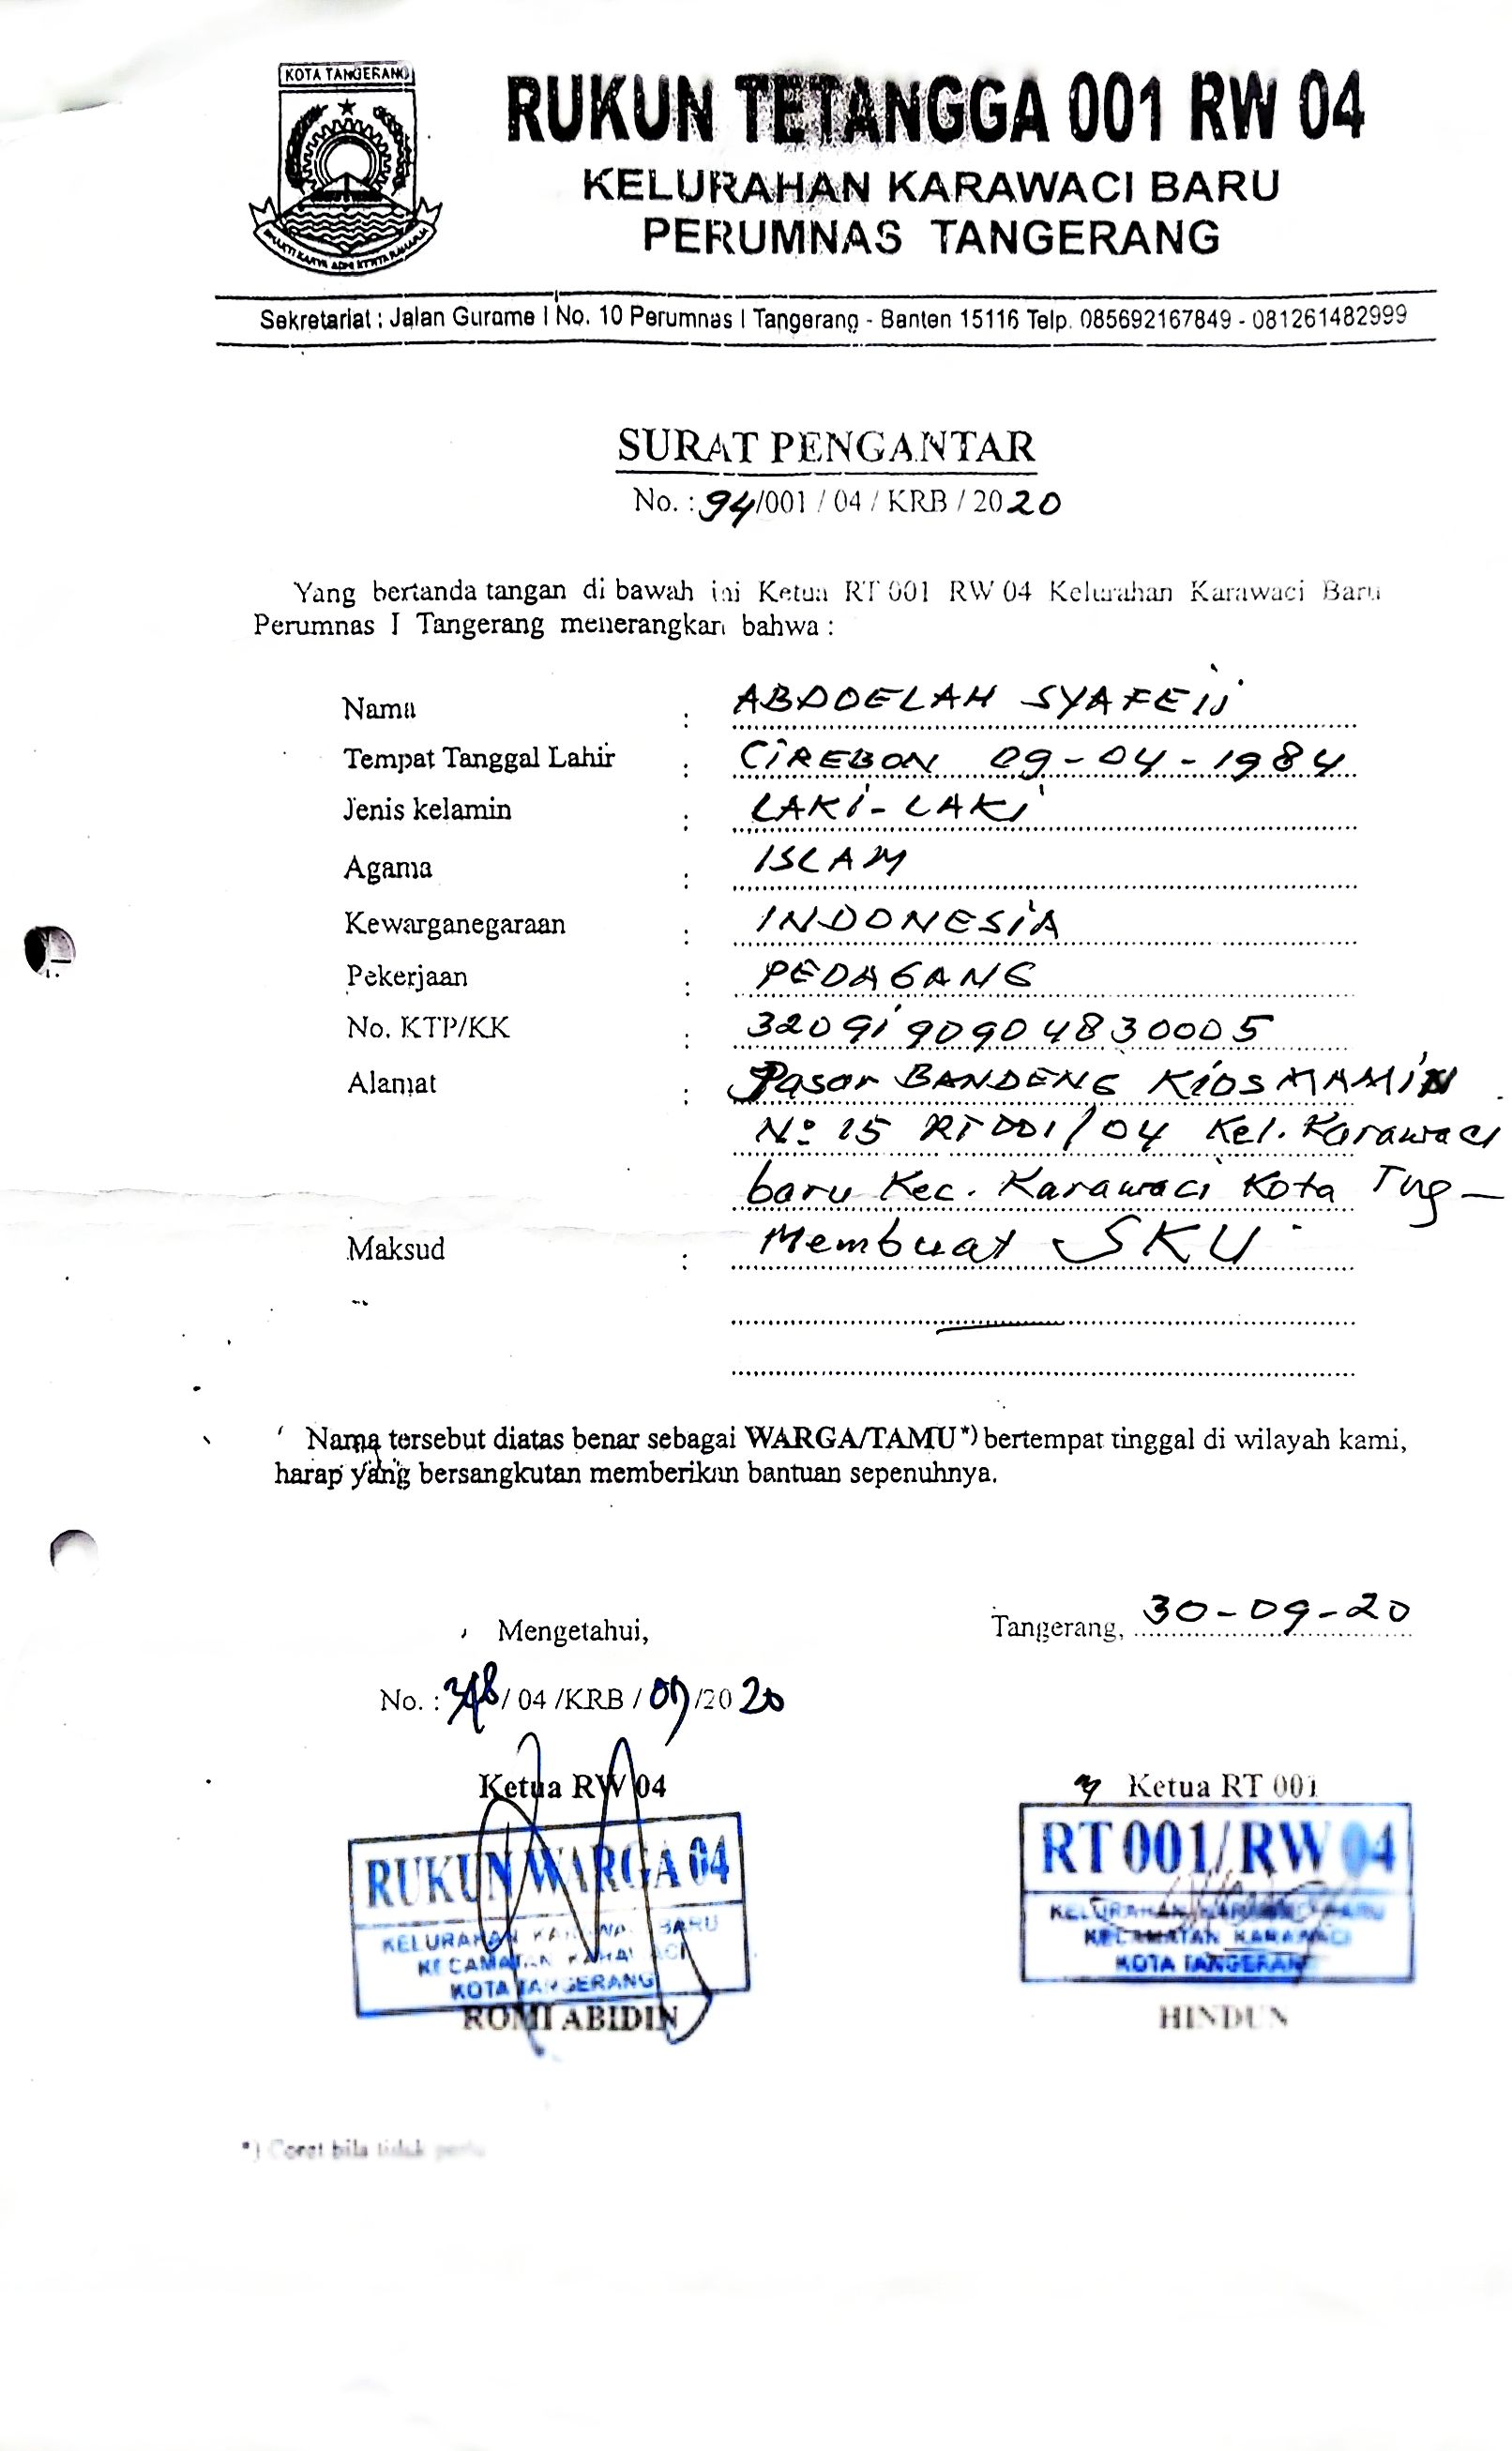 KOTA TANGERANG
BHAKTI KARYA ADHI KERTA RAHARJA
RUKUN TETANGGA 001 RW 04
KELURAHAN KARAWACI BARU
PERUMNAS TANGERANG
Sekretariat : Jalan Gurame I No. 10 Perumnas I Tangerang - Banten 15116 Telp. 085692167849 - 081261482999
SURAT PENGANTAR
No. : 94/001 / 04 / KRB / 2020
Yang bertanda tangan di bawah ini Ketua RT 001 RW 04 Kelurahan Karawaci Baru
Perumnas I Tangerang menerangkan bahwa :
Nama : ABDOELAH SYAFEIJ
Tempat Tanggal Lahir : CIREBON 09-04-1984
Jenis kelamin : LAKI-LAKI
Agama : ISLAM
Kewarganegaraan : INDONESIA
Pekerjaan : PEDAGANG
No. KTP/KK : 3209190904830005
Alamat : Pasar BANDENG KIOS MAMIN
No 15 RT 001/04 Kel. Karawaci
baru Kec. Karawaci Kota Tng
Maksud : Membuat SKU
Nama tersebut diatas benar sebagai WARGA/TAMU*) bertempat tinggal di wilayah kami,
harap yang bersangkutan memberikan bantuan sepenuhnya.
Tangerang, 30-09-20
Mengetahui,
No. : 348 / 04 /KRB / 09 /2020
Ketua RW 04
Ketua RT 001
RUKUN WARGA 04
KELURAHAN KARAWACI BARU
KECAMATAN KARAWACI
KOTA TANGERANG
RT 001/RW 04
KELURAHAN KARAWACI BARU
KECAMATAN KARAWACI
KOTA TANGERANG
ROMI ABIDIN
HINDUN
*) Coret bila tidak perlu